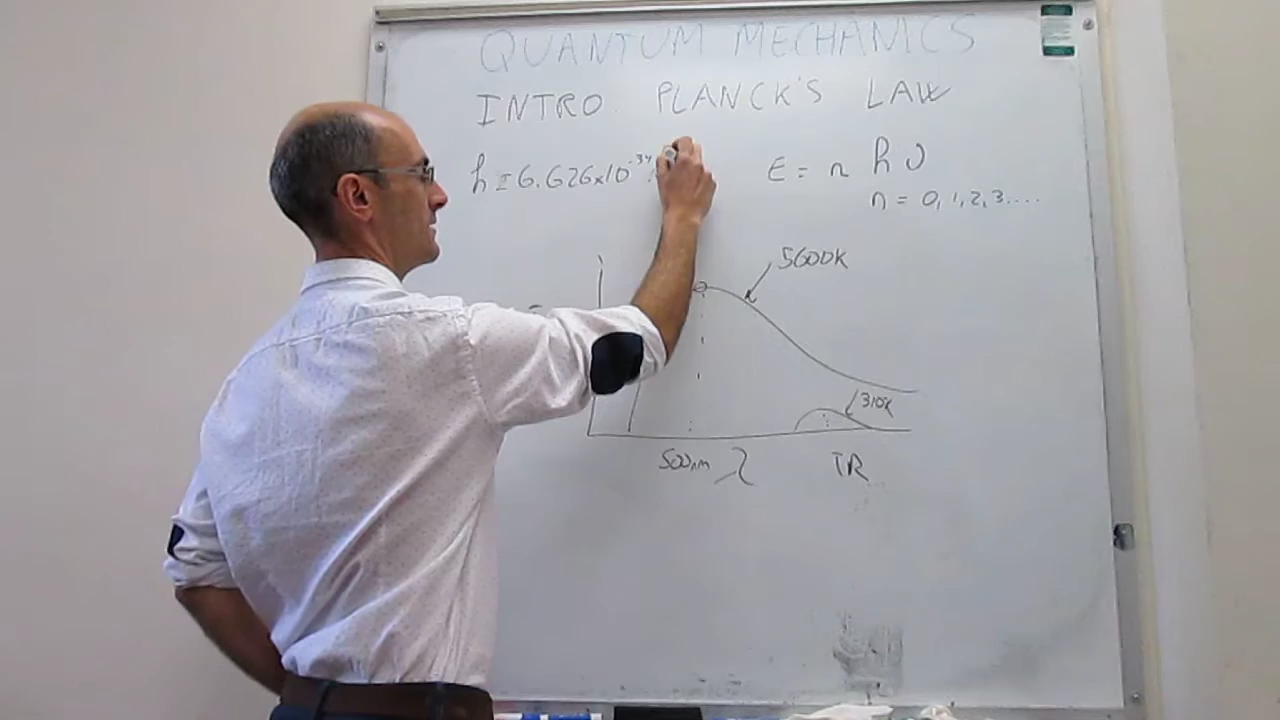 QUANTUM MECHANICS
INTRO. PLANCK'S LAW
h = 6.626x10^-34
E = n h υ
n = 0, 1, 2, 3....
5600K
310K
500nm λ IR